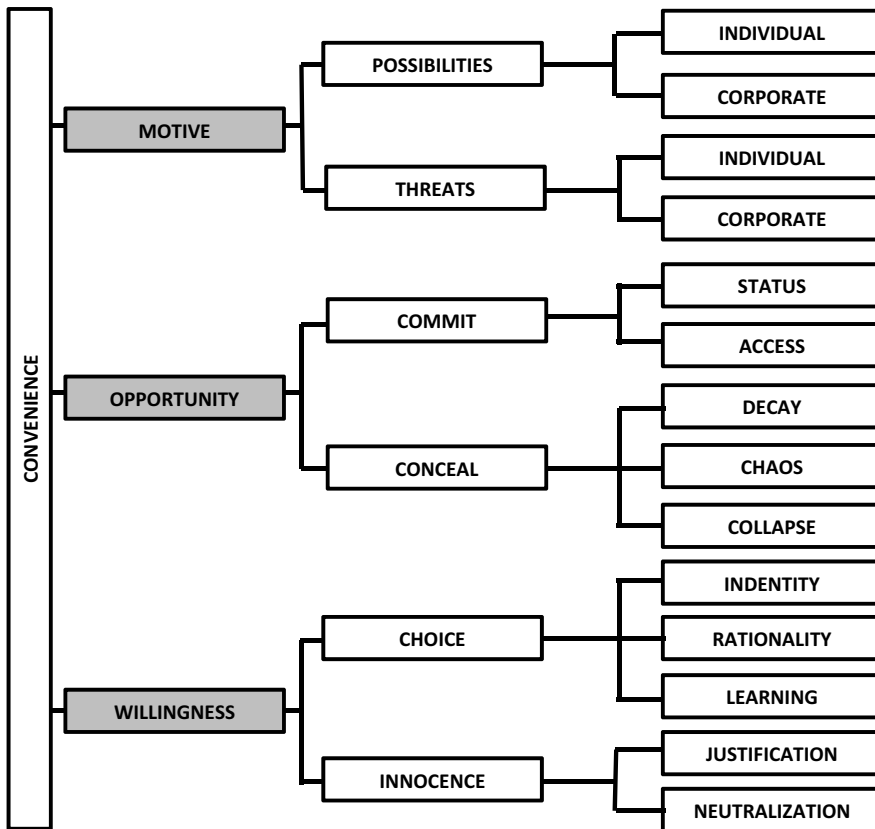 CONVENIENCE
MOTIVE
POSSIBILITIES
INDIVIDUAL
CORPORATE
THREATS
INDIVIDUAL
CORPORATE
OPPORTUNITY
COMMIT
STATUS
ACCESS
CONCEAL
DECAY
CHAOS
COLLAPSE
WILLINGNESS
CHOICE
INDENTITY
RATIONALITY
LEARNING
INNOCENCE
JUSTIFICATION
NEUTRALIZATION